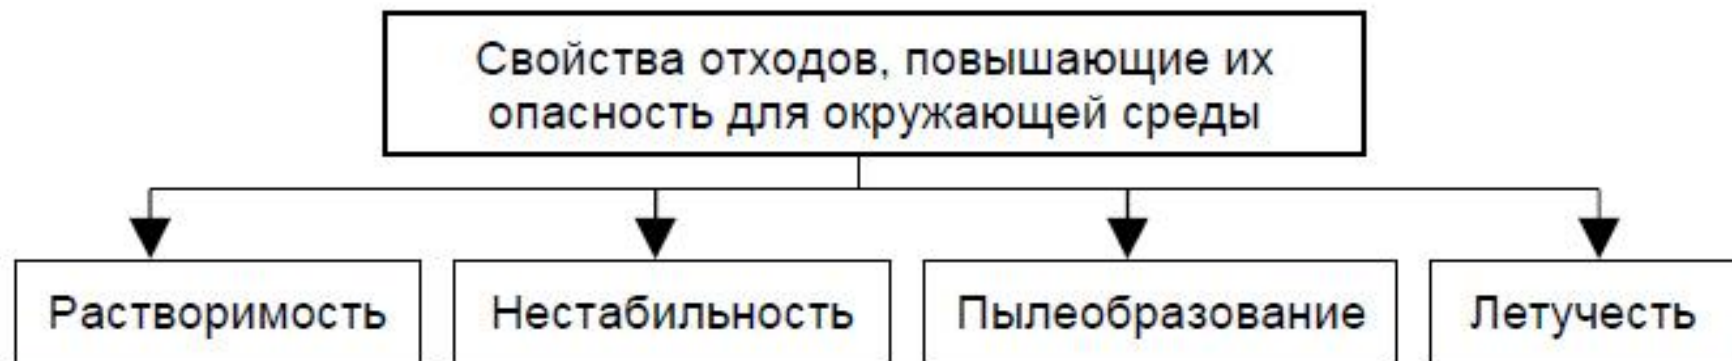 Свойства отходов, повышающие их
опасность для окружающей среды
Растворимость
Нестабильность
Пылеобразование
Летучесть